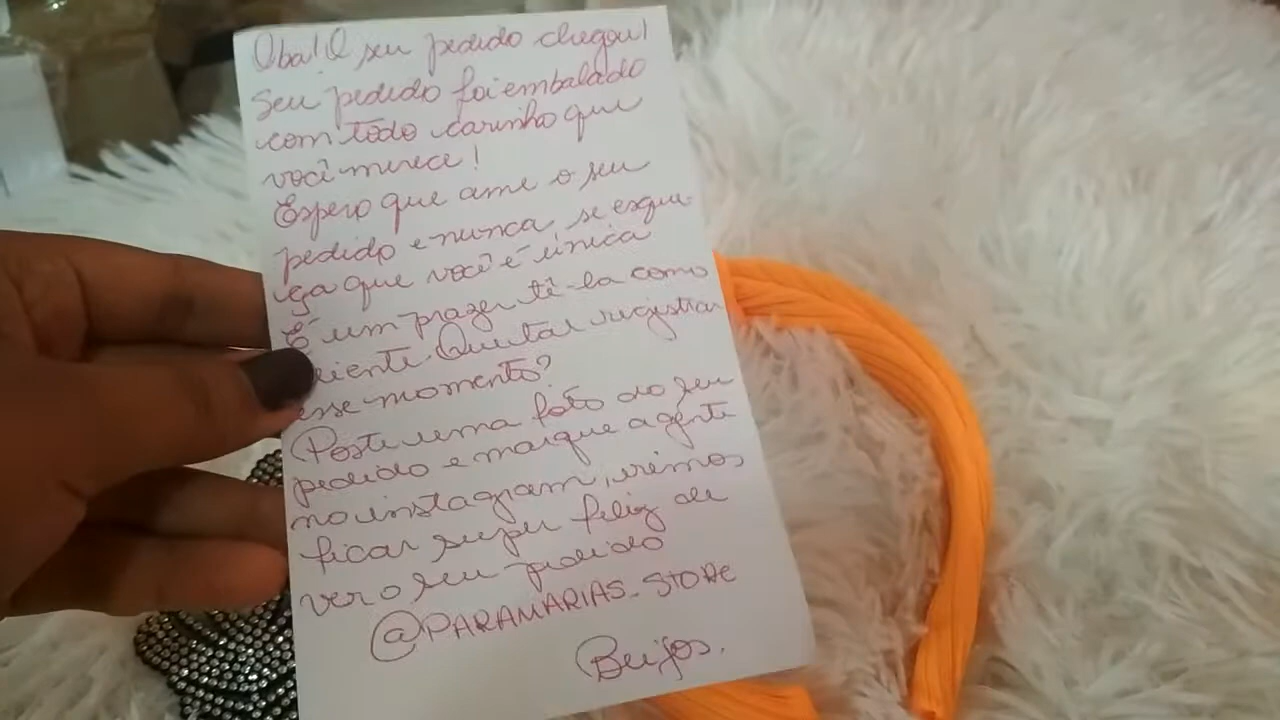 Oba! O seu pedido chegou!
Seu pedido foi embalado
com todo carinho que
você merece!
Espero que ame o seu
pedido e nunca se esque-
ça que você é única
É um prazer tê-la como
cliente. Que tal registrar
esse momento?
Poste uma foto do seu
pedido e marque a gente
no instagram, iremos
ficar super feliz de
ver o seu pedido
@PARAMARIAS_STORE
Beijos.